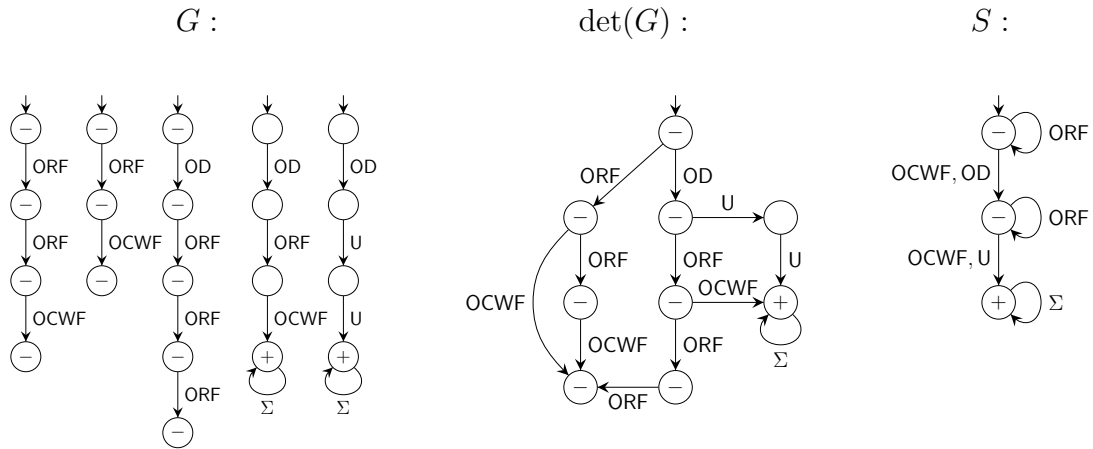 G : det(G) : S :
− − −
− ORF
ORF ORF OD OD OD
ORF OD OCWF, OD
− − −
U
− − − ORF
ORF OCWF ORF ORF U
ORF ORF OCWF, U
− − −
OCWF
OCWF − − + + Σ
OCWF ORF OCWF U U
OCWF ORF
− − + +
Σ
− −
ORF Σ Σ
ORF
−